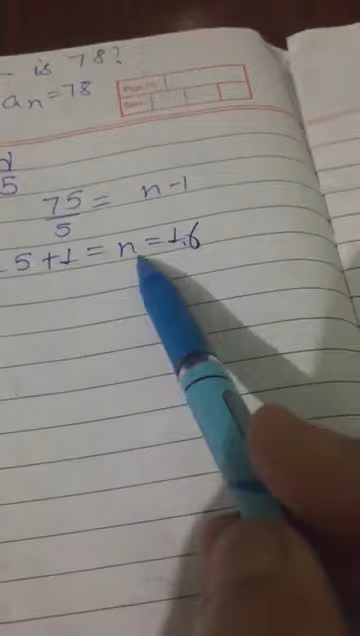 is 78?
an=78
5
75/5 = n-1
5+1=n=16